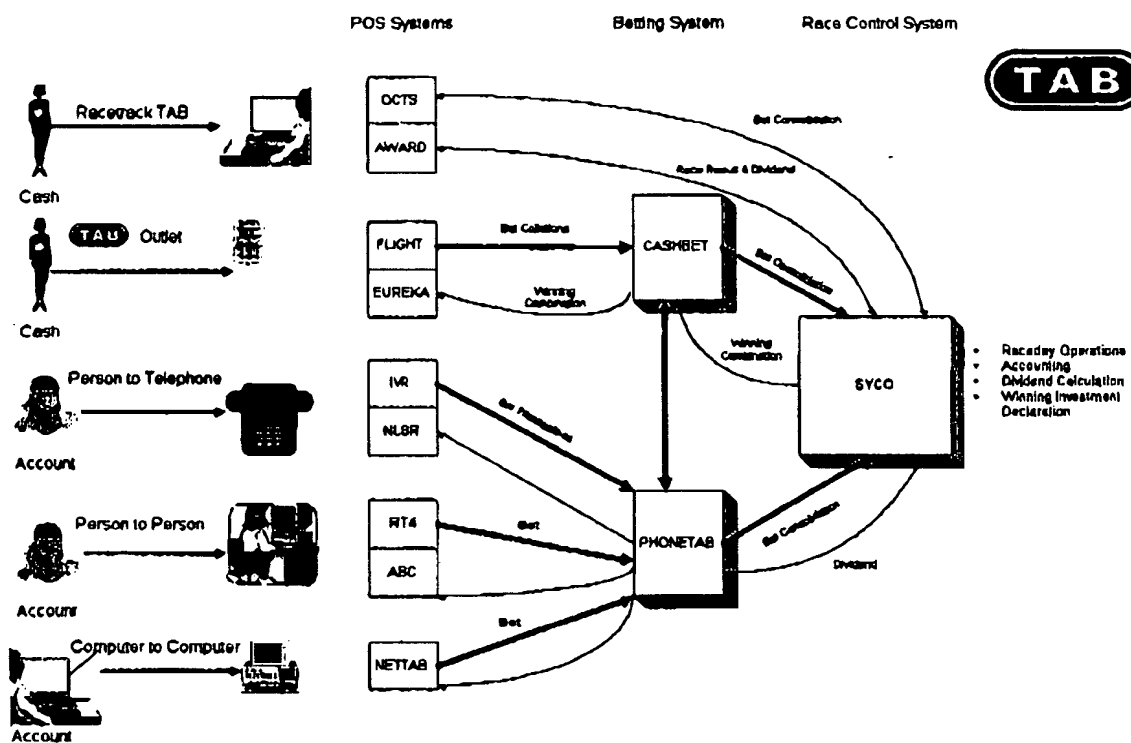 POS Systems
Betting System
Race Control System
TAB
Racetrack TAB
Cash
OCTS
AWARD
Bet Consolidation
Race Result & Dividend
TAB Outlet
Cash
FLIGHT
EUREKA
Bet Collations
Winning
Combination
CASHBET
Bet Consolidation
Winning
Combination
SYCO
• Raceday Operations
• Accounting
• Dividend Calculation
• Winning Investment
Declaration
Person to Telephone
Account
IVR
Bet
Person to Person
Account
RT4
ABC
Bet
PHONETAB
Bet Consolidation
Dividend
Computer to Computer
Account
NETTAB
Bet